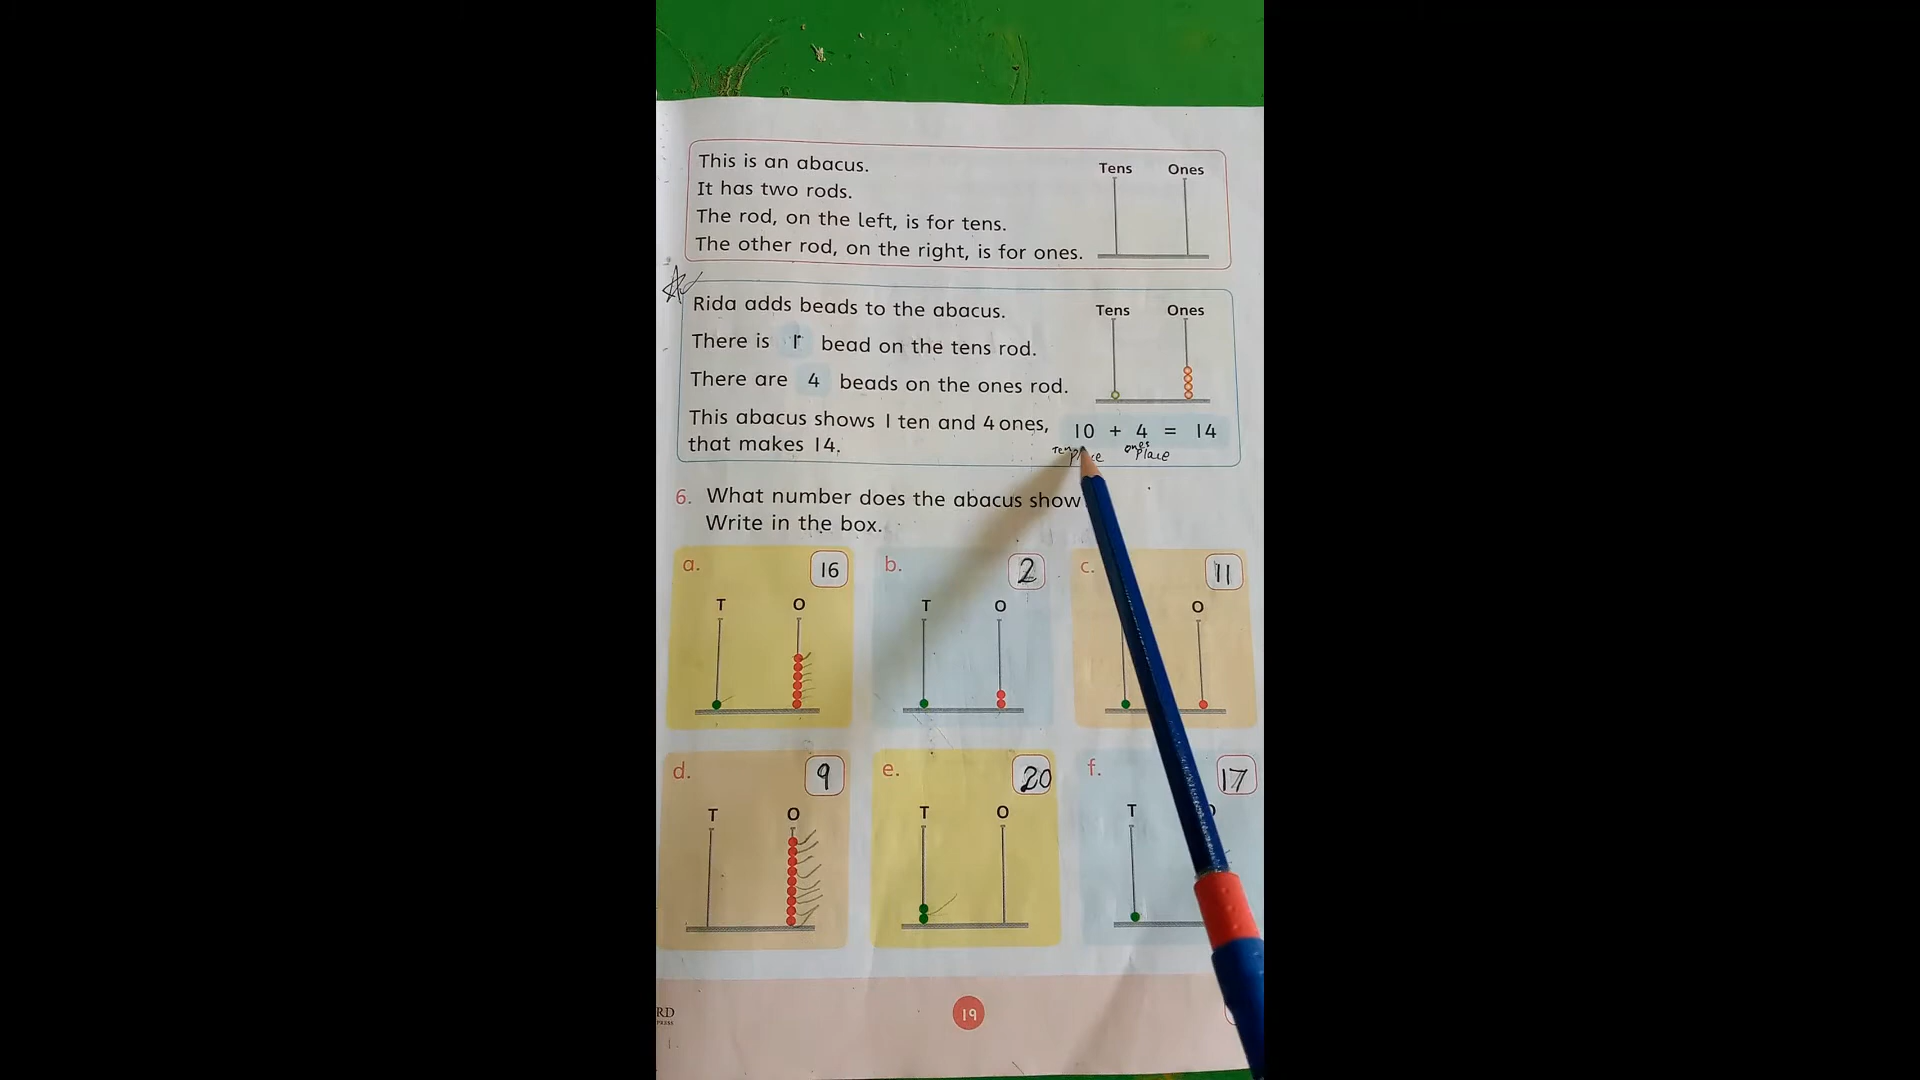 This is an abacus.
It has two rods.
The rod, on the left, is for tens.
The other rod, on the right, is for ones.
Tens Ones
Rida adds beads to the abacus.
There is 1 bead on the tens rod.
There are 4 beads on the ones rod.
This abacus shows 1 ten and 4 ones,
that makes 14.
Tens Ones
10 + 4 = 14
ones
place
6. What number does the abacus show
Write in the box.
a. 16
T O
b. 2
T O
c. 11
O
d. 9
T O
e. 20
T O
f. 17
T
RD
PRESS
19